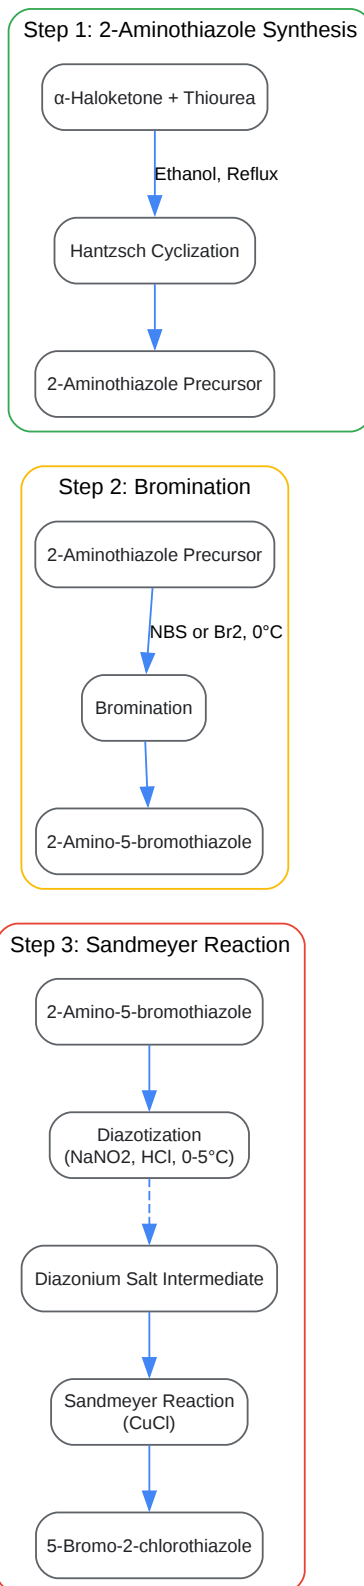 Step 1: 2-Aminothiazole Synthesis
α-Haloketone + Thiourea
Ethanol, Reflux
Hantzsch Cyclization
2-Aminothiazole Precursor
Step 2: Bromination
2-Aminothiazole Precursor
NBS or Br2, 0°C
Bromination
2-Amino-5-bromothiazole
Step 3: Sandmeyer Reaction
2-Amino-5-bromothiazole
Diazotization
(NaNO2, HCl, 0-5°C)
Diazonium Salt Intermediate
Sandmeyer Reaction
(CuCl)
5-Bromo-2-chlorothiazole